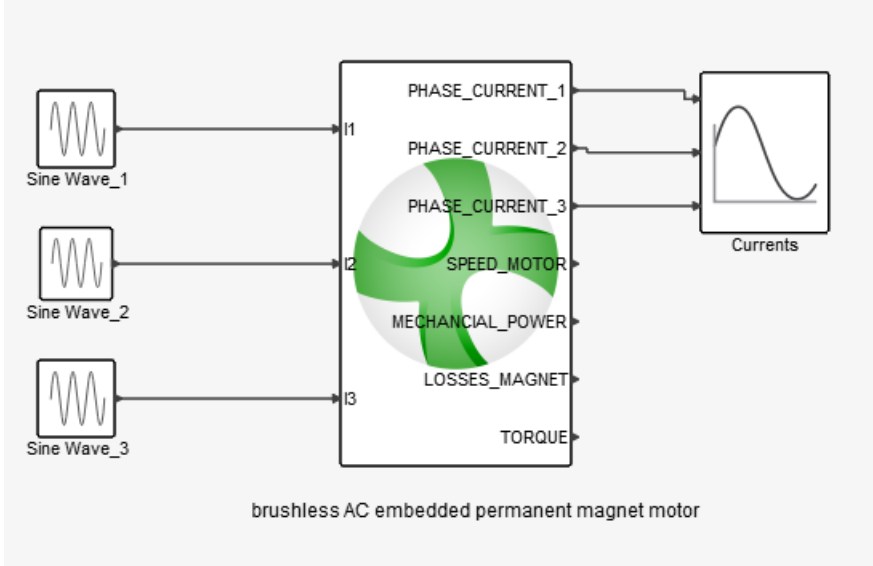 Sine Wave_1
Sine Wave_2
Sine Wave_3
I1
I2
I3
PHASE_CURRENT_1
PHASE_CURRENT_2
PHASE_CURRENT_3
SPEED_MOTOR
MECHANCIAL_POWER
LOSSES_MAGNET
TORQUE
Currents
brushless AC embedded permanent magnet motor